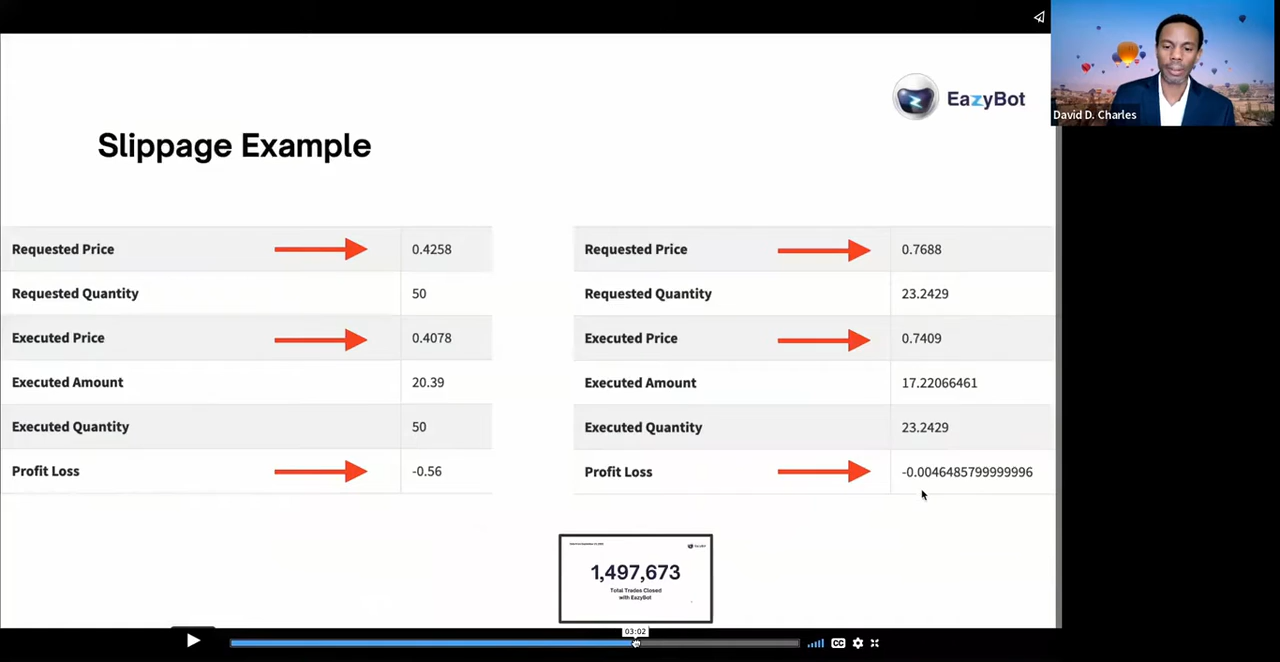 EazyBot
David D. Charles
Slippage Example
Requested Price 0.4258
Requested Quantity 50
Executed Price 0.4078
Executed Amount 20.39
Executed Quantity 50
Profit Loss -0.56
Requested Price 0.7688
Requested Quantity 23.2429
Executed Price 0.7409
Executed Amount 17.22066461
Executed Quantity 23.2429
Profit Loss -0.0046485799999996
1,497,673
Total Trades Closed
with EazyBot
03:02
CC